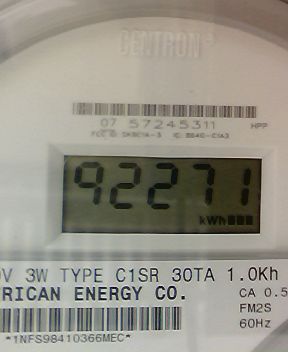 CENTRON®
07 57245311 HPP
92271
kWh
V 3W TYPE C1SR 30TA 1.0Kh
RICAN ENERGY CO. CA 0.5
FM2S
60Hz
*1NFS98410366MEC*